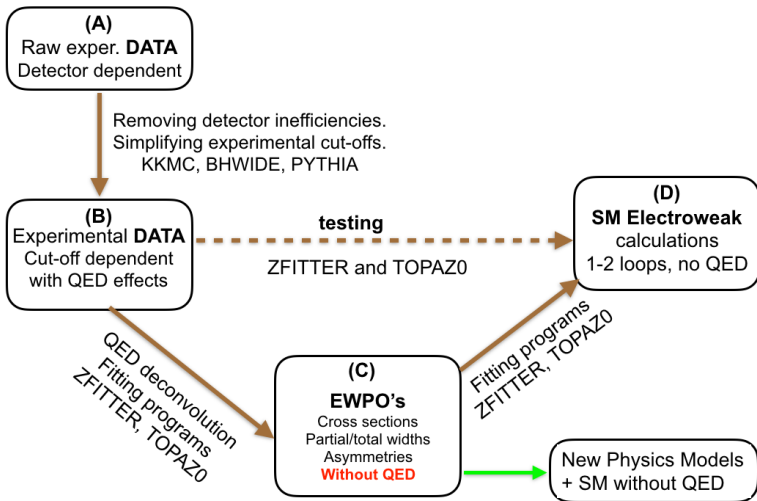 (A)
Raw exper. DATA
Detector dependent
Removing detector inefficiencies.
Simplifying experimental cut-offs.
KKMC, BHWIDE, PYTHIA
(B)
Experimental DATA
Cut-off dependent
with QED effects
testing
ZFITTER and TOPAZ0
(D)
SM Electroweak
calculations
1-2 loops, no QED
QED deconvolution
Fitting programs
ZFITTER, TOPAZ0
(C)
EWPO's
Cross sections
Partial/total widths
Asymmetries
Without QED
Fitting programs
ZFITTER, TOPAZ0
New Physics Models
+ SM without QED